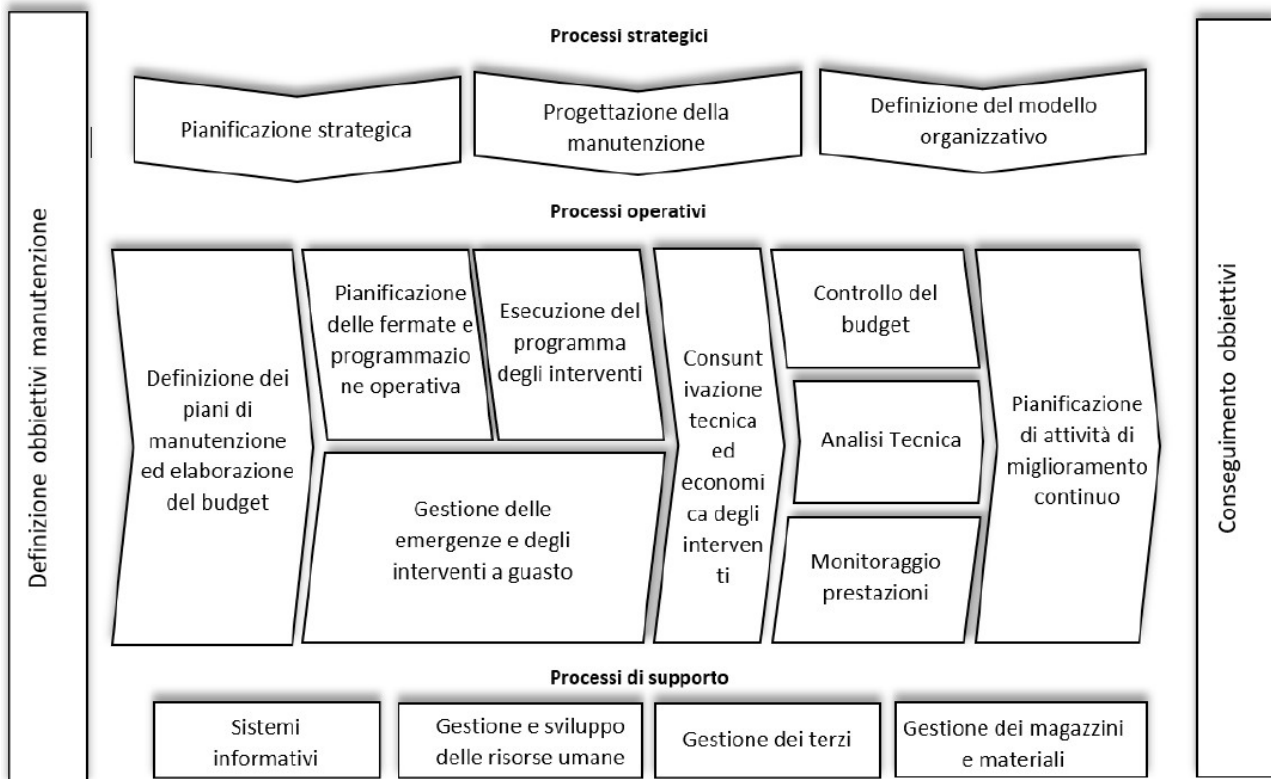 Definizione obbiettivi manutenzione
Processi strategici
Pianificazione strategica
Progettazione della
manutenzione
Definizione del modello
organizzativo
Processi operativi
Definizione dei
piani di
manutenzione
ed elaborazione
del budget
Pianificazione
delle fermate e
programmazio
ne operativa
Esecuzione del
programma
degli interventi
Gestione delle
emergenze e degli
interventi a guasto
Consunt
ivazione
tecnica
ed
economi
ca degli
interven
ti
Controllo del
budget
Analisi Tecnica
Monitoraggio
prestazioni
Pianificazione
di attività di
miglioramento
continuo
Processi di supporto
Sistemi
informativi
Gestione e sviluppo
delle risorse umane
Gestione dei terzi
Gestione dei magazzini
e materiali
Conseguimento obbiettivi